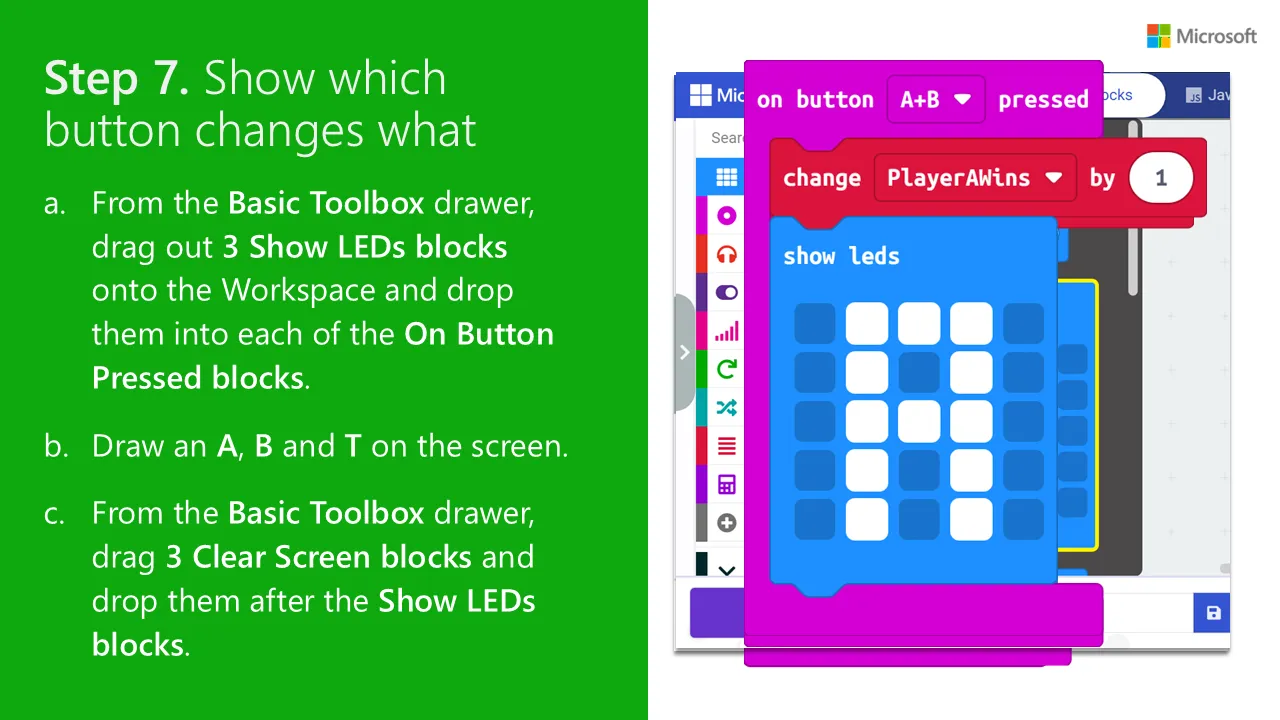 Step 7. Show which
button changes what
a. From the Basic Toolbox drawer,
drag out 3 Show LEDs blocks
onto the Workspace and drop
them into each of the On Button
Pressed blocks.
b. Draw an A, B and T on the screen.
c. From the Basic Toolbox drawer,
drag 3 Clear Screen blocks and
drop them after the Show LEDs
blocks.
Microsoft
Mic
ocks
JS Jav
Sear
on button A+B pressed
change PlayerAWins by 1
show leds